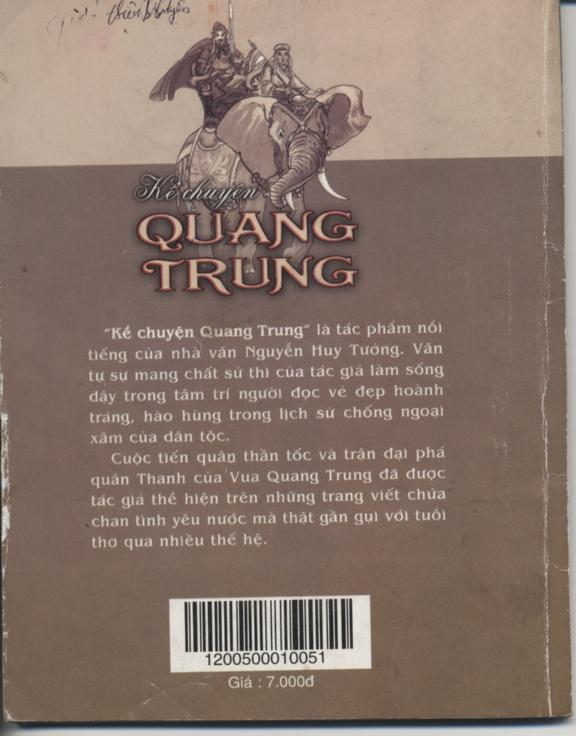 Kể chuyện
QUANG
TRUNG
"Kể chuyện Quang Trung" là tác phẩm nổi
tiếng của nhà văn Nguyễn Huy Tưởng. Văn
tự sự mang chất sử thi của tác giả làm sống
dậy trong tâm trí người đọc vẻ đẹp hoành
tráng, hào hùng trong lịch sử chống ngoại
xâm của dân tộc.
Cuộc tiến quân thần tốc và trận đại phá
quân Thanh của Vua Quang Trung đã được
tác giả thể hiện trên những trang viết chứa
chan tình yêu nước mà thật gần gụi với tuổi
thơ qua nhiều thế hệ.
1200500010051
Giá : 7.000đ